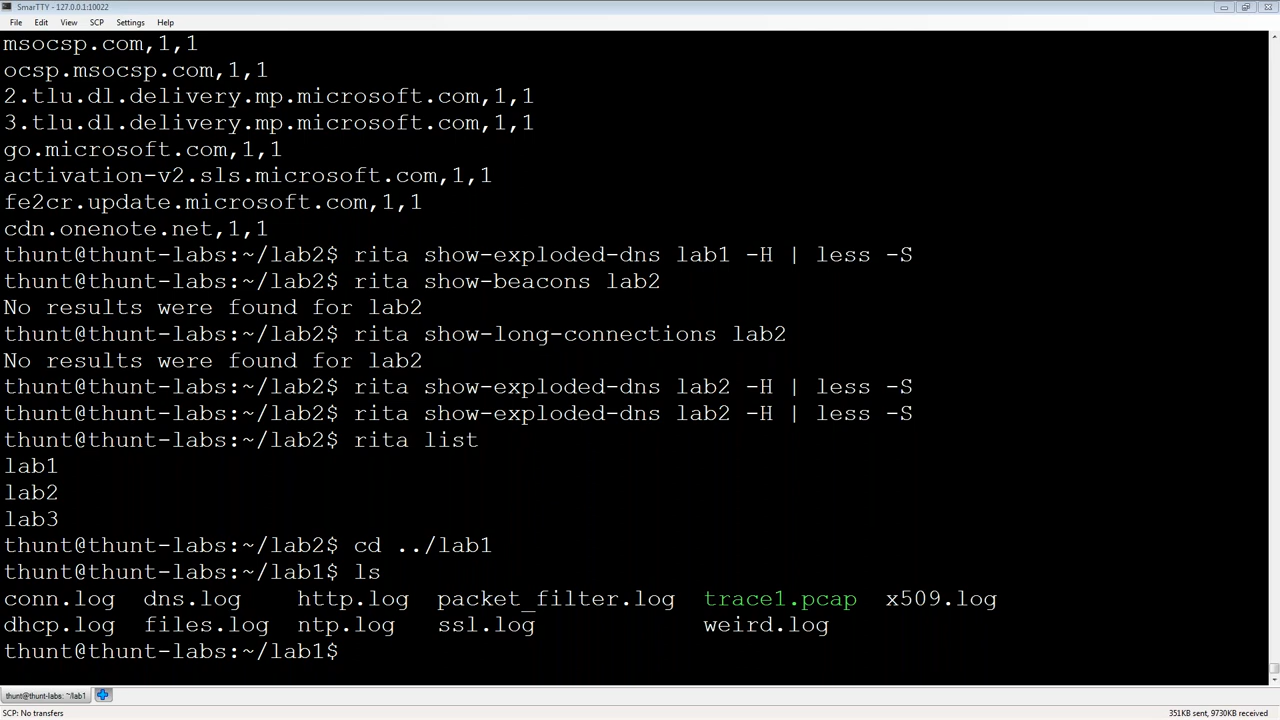 SmarTTY - 127.0.0.1:10022
File Edit View SCP Settings Help
msocsp.com,1,1
ocsp.msocsp.com,1,1
2.tlu.dl.delivery.mp.microsoft.com,1,1
3.tlu.dl.delivery.mp.microsoft.com,1,1
go.microsoft.com,1,1
activation-v2.sls.microsoft.com,1,1
fe2cr.update.microsoft.com,1,1
cdn.onenote.net,1,1
thunt@thunt-labs:~/lab2$ rita show-exploded-dns lab1 -H | less -S
thunt@thunt-labs:~/lab2$ rita show-beacons lab2
No results were found for lab2
thunt@thunt-labs:~/lab2$ rita show-long-connections lab2
No results were found for lab2
thunt@thunt-labs:~/lab2$ rita show-exploded-dns lab2 -H | less -S
thunt@thunt-labs:~/lab2$ rita show-exploded-dns lab2 -H | less -S
thunt@thunt-labs:~/lab2$ rita list
lab1
lab2
lab3
thunt@thunt-labs:~/lab2$ cd ../lab1
thunt@thunt-labs:~/lab1$ ls
conn.log dns.log http.log packet_filter.log trace1.pcap x509.log
dhcp.log files.log ntp.log ssl.log weird.log
thunt@thunt-labs:~/lab1$
thunt@thunt-labs: ~/lab1
SCP: No transfers 351KB sent, 9730KB received